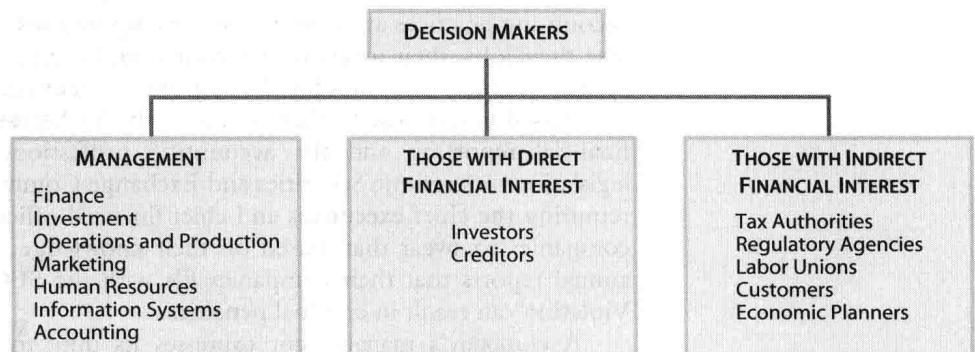 DECISION MAKERS
MANAGEMENT
Finance
Investment
Operations and Production
Marketing
Human Resources
Information Systems
Accounting
THOSE WITH DIRECT
FINANCIAL INTEREST
Investors
Creditors
THOSE WITH INDIRECT
FINANCIAL INTEREST
Tax Authorities
Regulatory Agencies
Labor Unions
Customers
Economic Planners